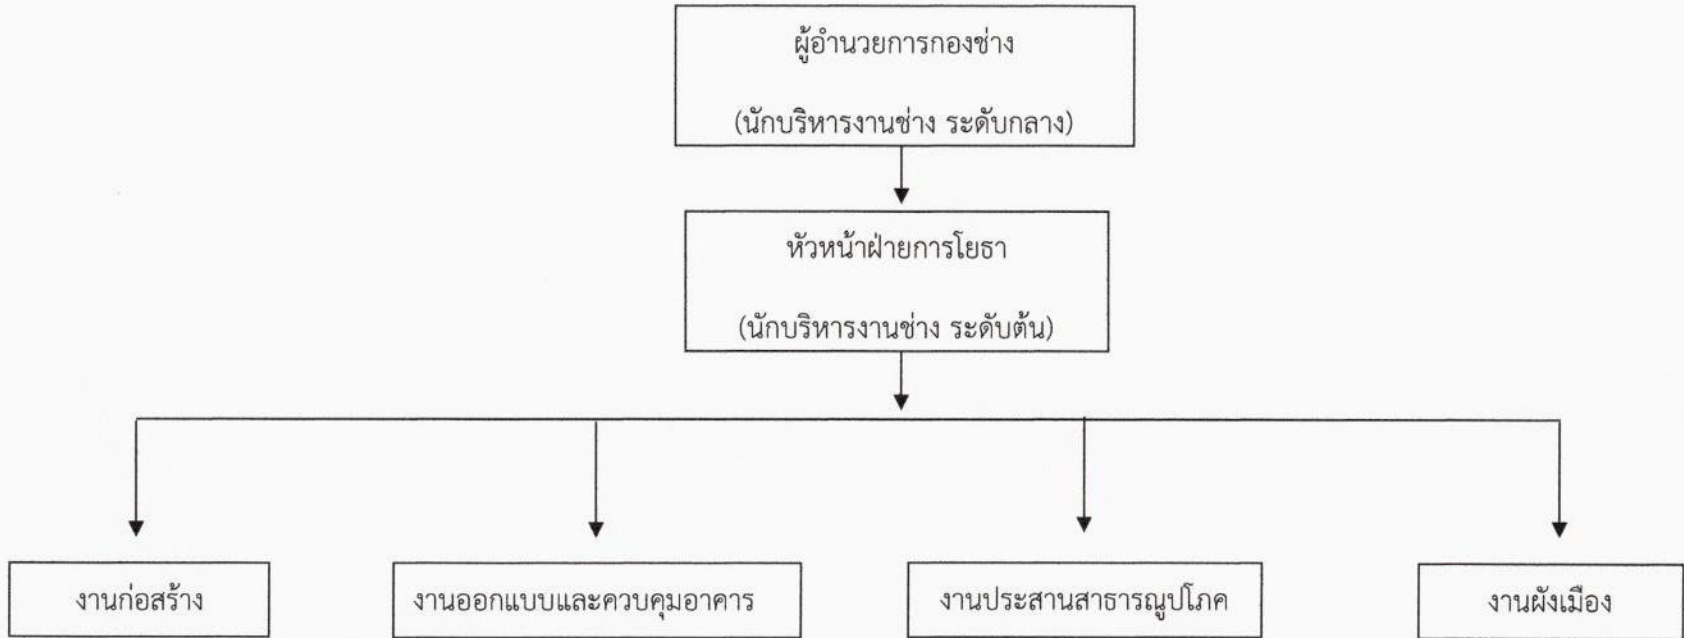 ผู้อำนวยการกองช่าง
(นักบริหารงานช่าง ระดับกลาง)
หัวหน้าฝ่ายการโยธา
(นักบริหารงานช่าง ระดับต้น)
งานก่อสร้าง
งานออกแบบและควบคุมอาคาร
งานประสานสาธารณูปโภค
งานผังเมือง